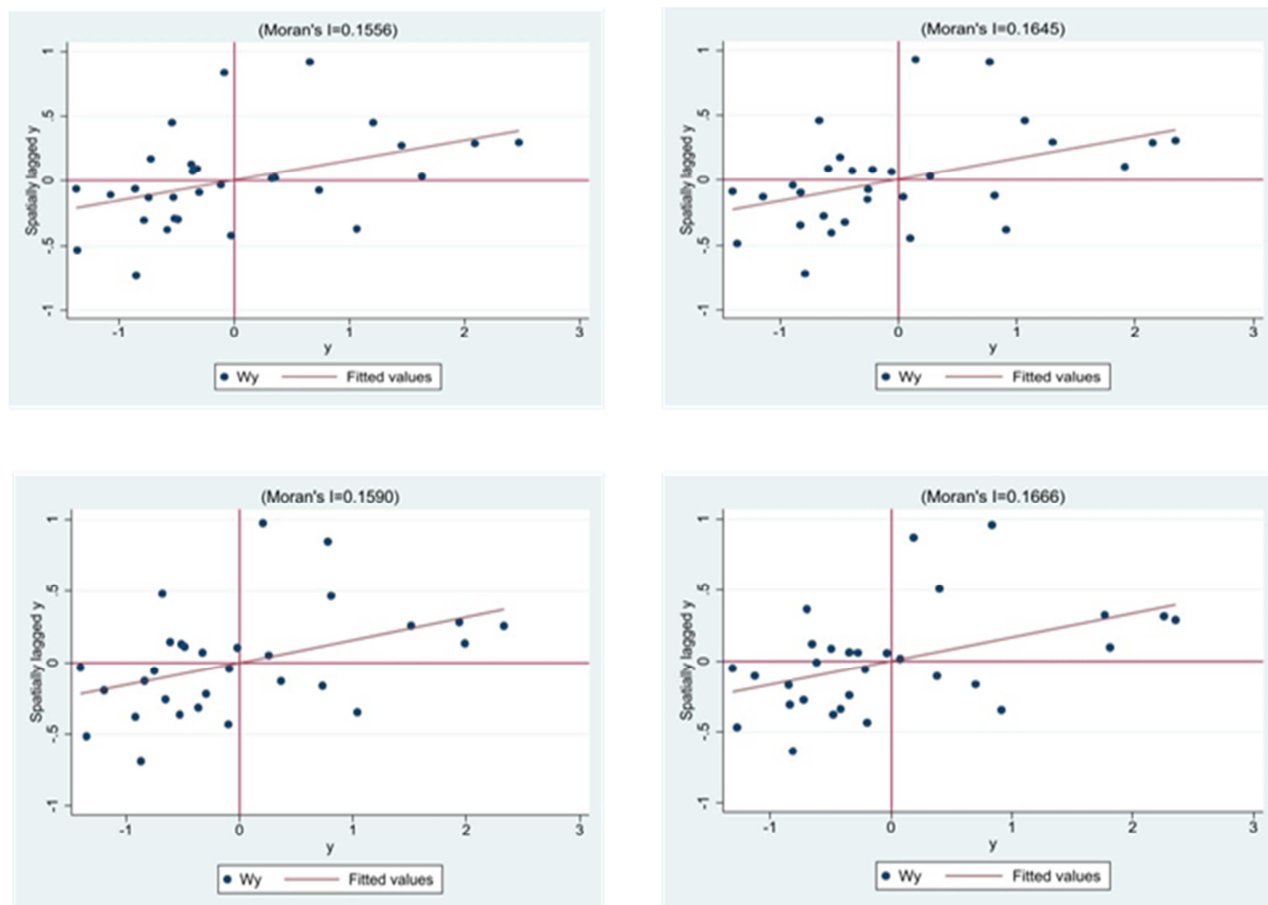 (Moran's I=0.1556)
Spatially lagged y
1
.5
0
-.5
-1
-1 0 1 2 3
y
Wy Fitted values
(Moran's I=0.1645)
Spatially lagged y
1
.5
0
-.5
-1
-1 0 1 2 3
y
Wy Fitted values
(Moran's I=0.1590)
Spatially lagged y
1
.5
0
-.5
-1
-1 0 1 2 3
y
Wy Fitted values
(Moran's I=0.1666)
Spatially lagged y
1
.5
0
-.5
-1
-1 0 1 2 3
y
Wy Fitted values